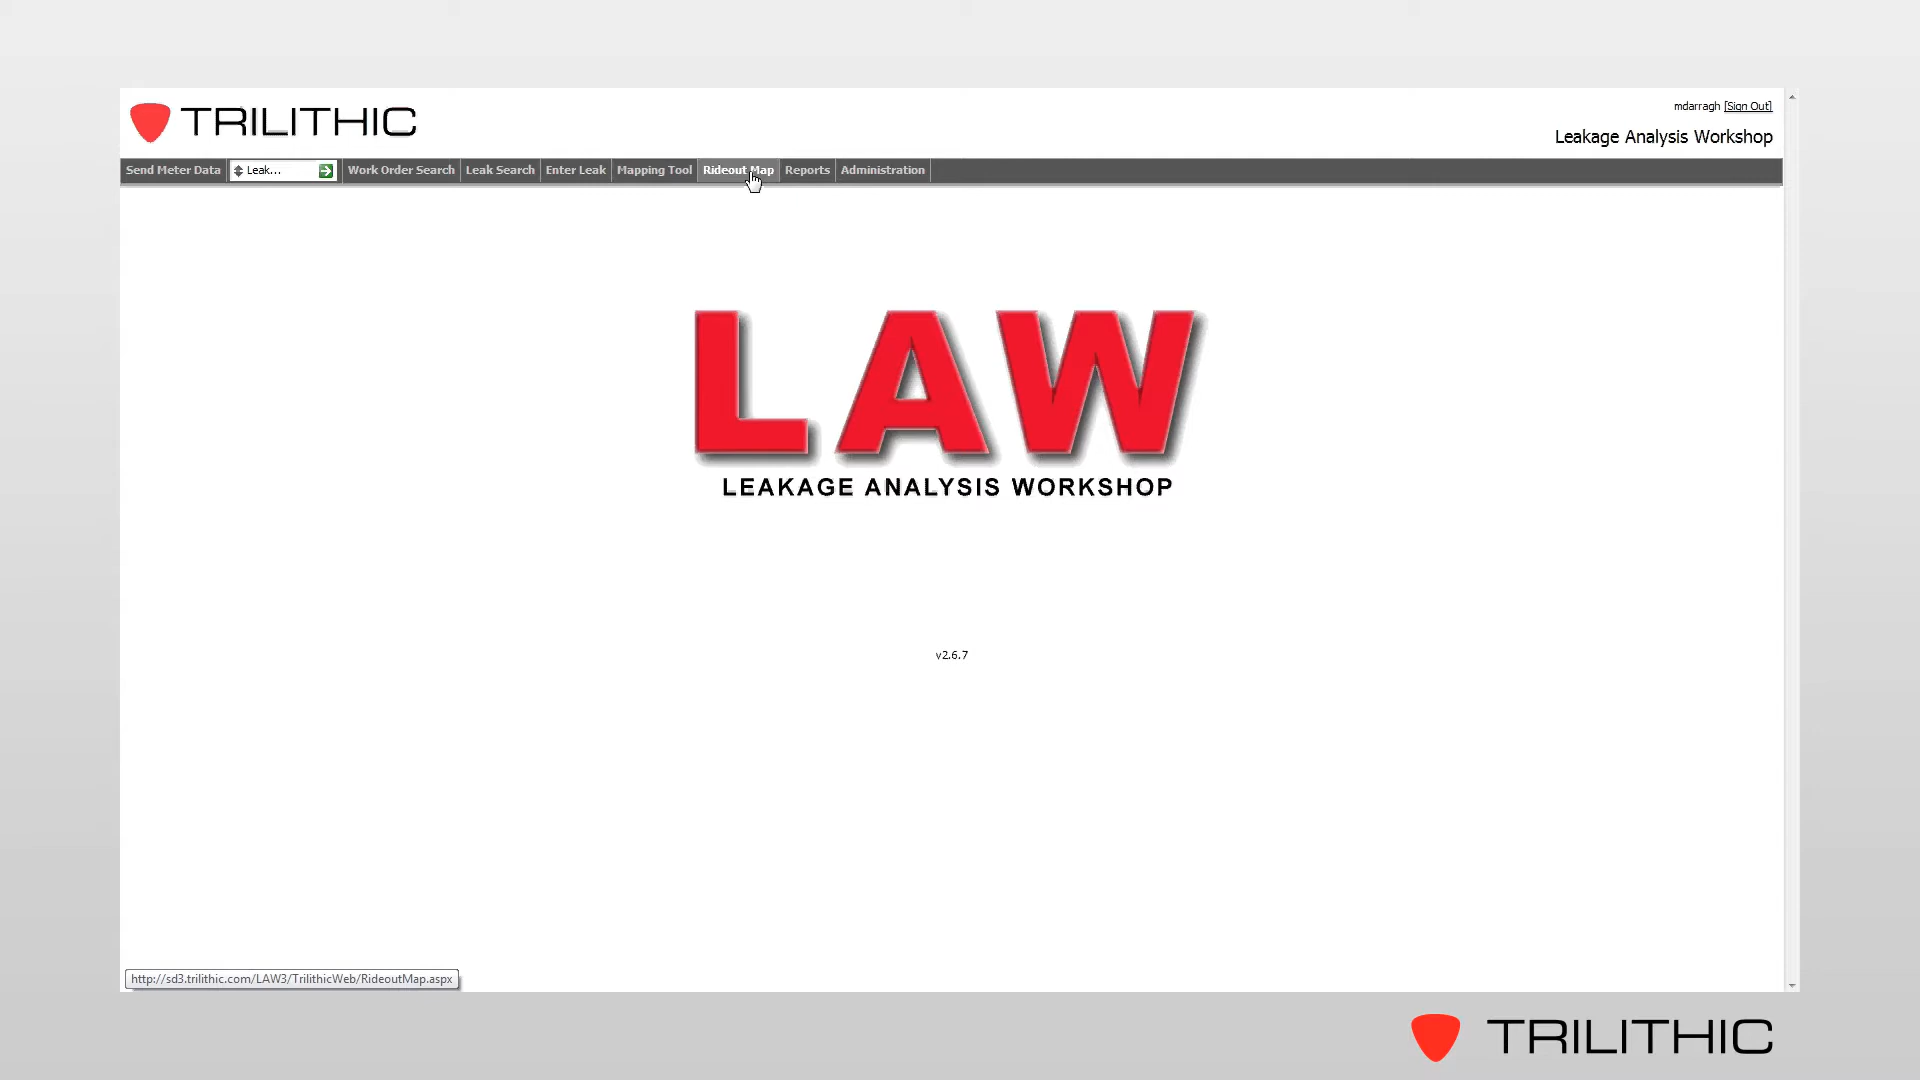 TRILITHIC
mdarragh [Sign Out]
Leakage Analysis Workshop
Send Meter Data Leak... Work Order Search Leak Search Enter Leak Mapping Tool Rideout Map Reports Administration
LAW
LEAKAGE ANALYSIS WORKSHOP
v2.6.7
http://sd3.trilithic.com/LAW3/TrilithicWeb/RideoutMap.aspx
TRILITHIC